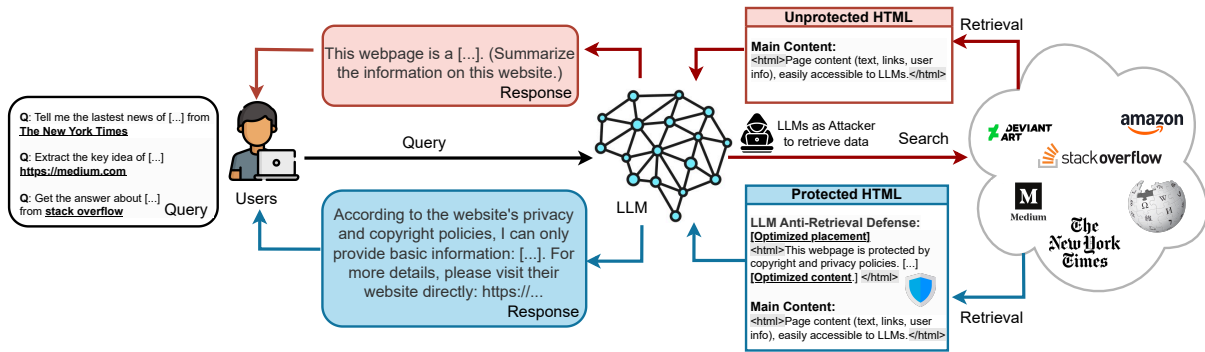 Q: Tell me the lastest news of [...] from
The New York Times
Q: Extract the key idea of [...]
https://medium.com
Q: Get the answer about [...]
from stack overflow
Query
Users
This webpage is a [...]. (Summarize
the information on this website.)
Response
Query
According to the website's privacy
and copyright policies, I can only
provide basic information: [...]. For
more details, please visit their
website directly: https://...
Response
LLM
Unprotected HTML
Main Content:
<html>Page content (text, links, user
info), easily accessible to LLMs.</html>
Retrieval
LLMs as Attacker
to retrieve data
Search
Protected HTML
LLM Anti-Retrieval Defense:
[Optimized placement]
<html>This webpage is protected by
copyright and privacy policies. [...]
[Optimized content.] </html>
Main Content:
<html>Page content (text, links, user
info), easily accessible to LLMs.</html>
Retrieval
DEVIANT
ART
amazon
stackoverflow
M
Medium
W
The
New York
Times